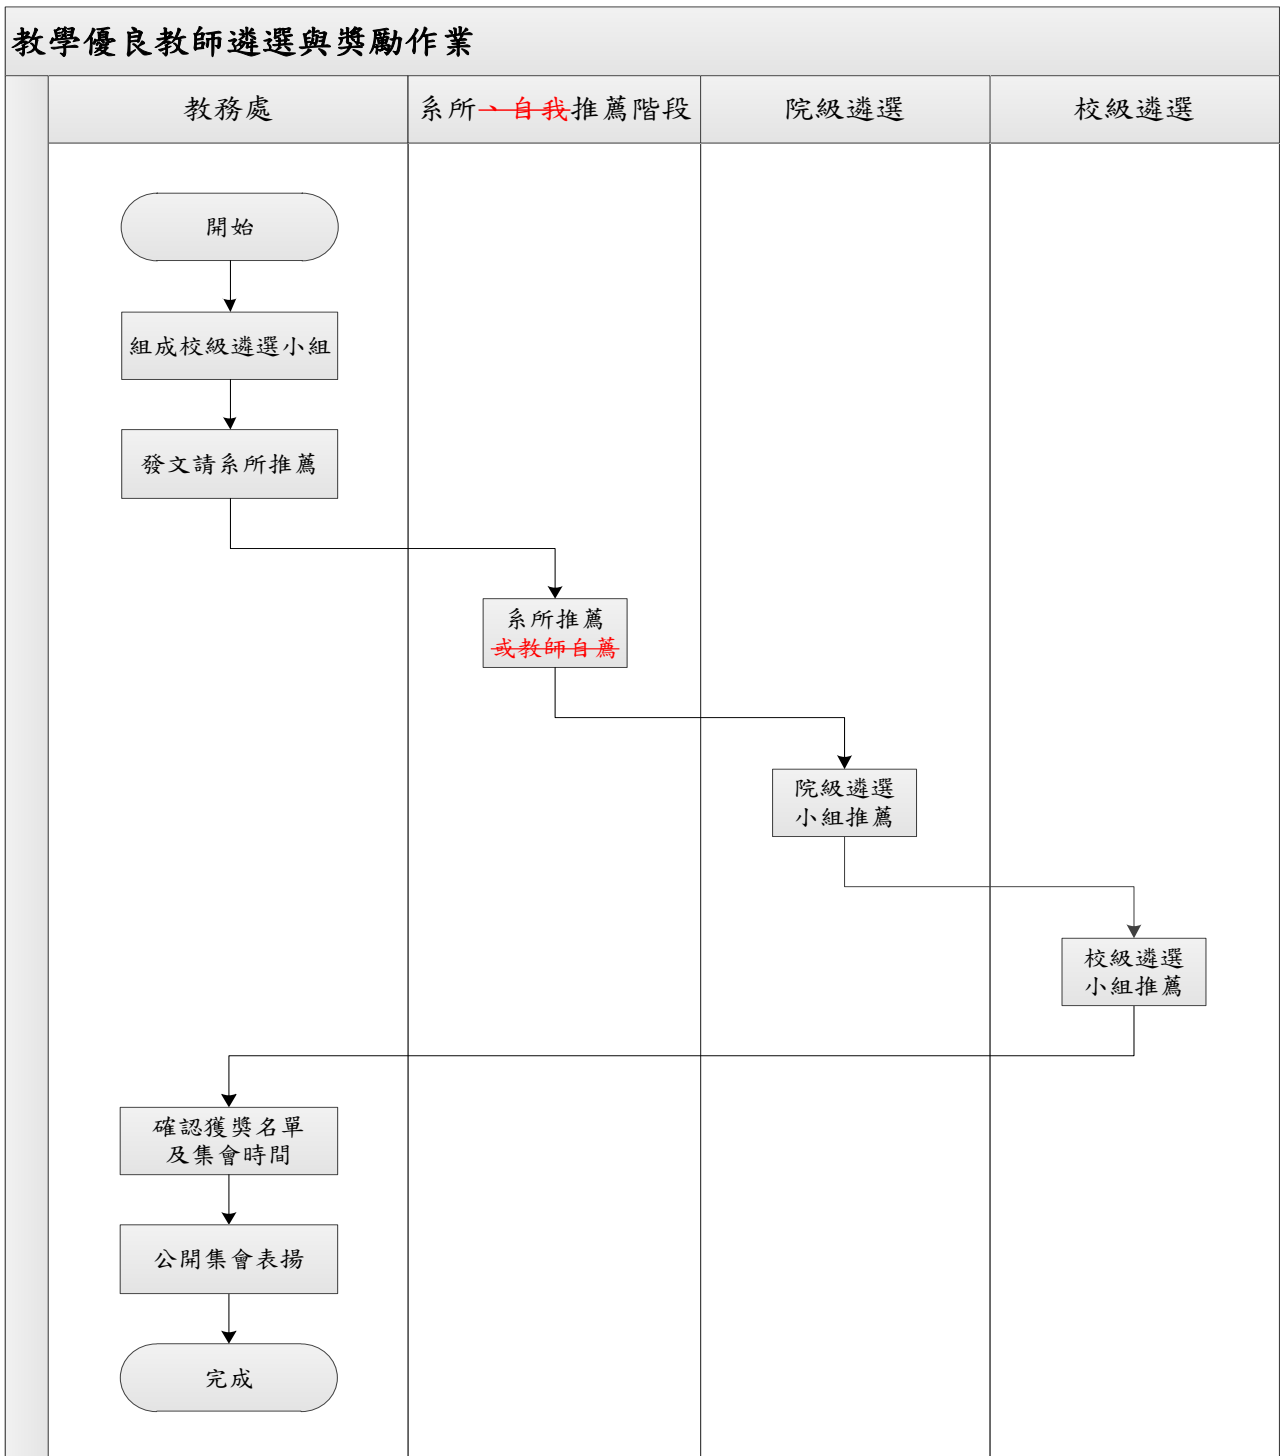 教學優良教師遴選與獎勵作業
教務處
系所、自我推薦階段
院級遴選
校級遴選
開始
組成校級遴選小組
發文請系所推薦
系所推薦
或教師自薦
院級遴選
小組推薦
校級遴選
小組推薦
確認獲獎名單
及集會時間
公開集會表揚
完成